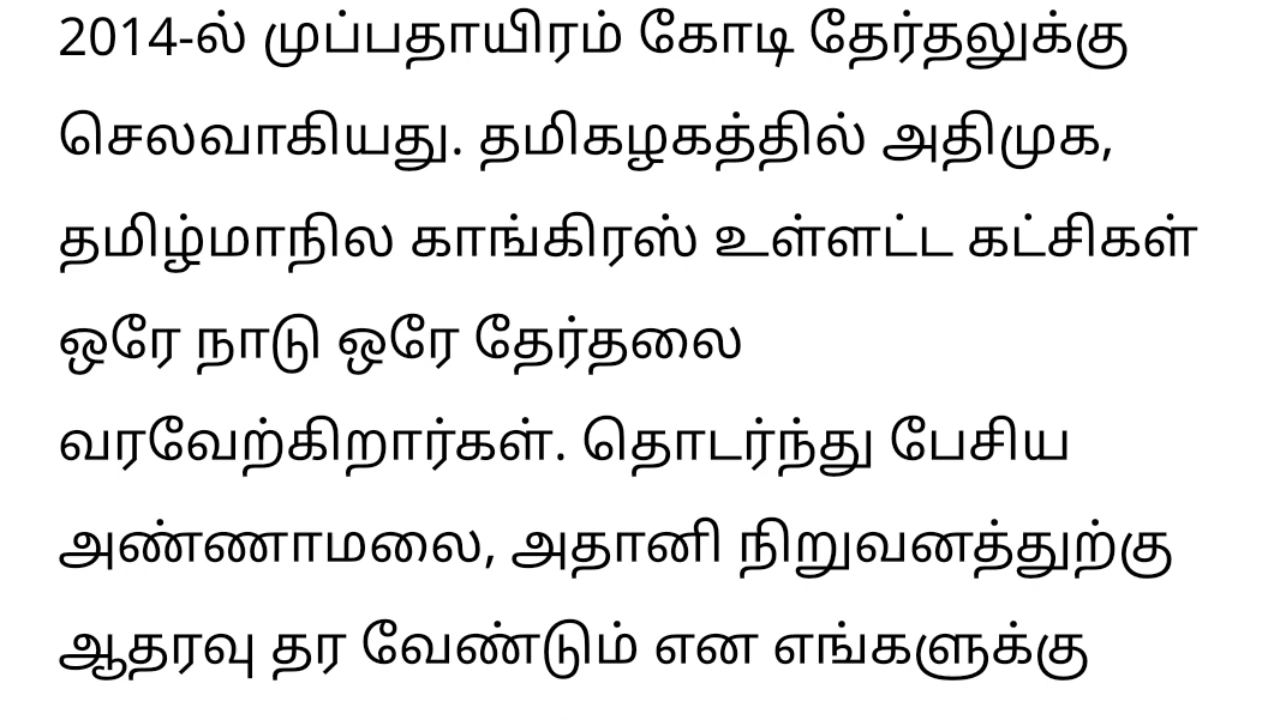 2014-ல் முப்பதாயிரம் கோடி தேர்தலுக்கு
செலவாகியது. தமிகழகத்தில் அதிமுக,
தமிழ்மாநில காங்கிரஸ் உள்ளட்ட கட்சிகள்
ஒரே நாடு ஒரே தேர்தலை
வரவேற்கிறார்கள். தொடர்ந்து பேசிய
அண்ணாமலை, அதானி நிறுவனத்துற்கு
ஆதரவு தர வேண்டும் என எங்களுக்கு